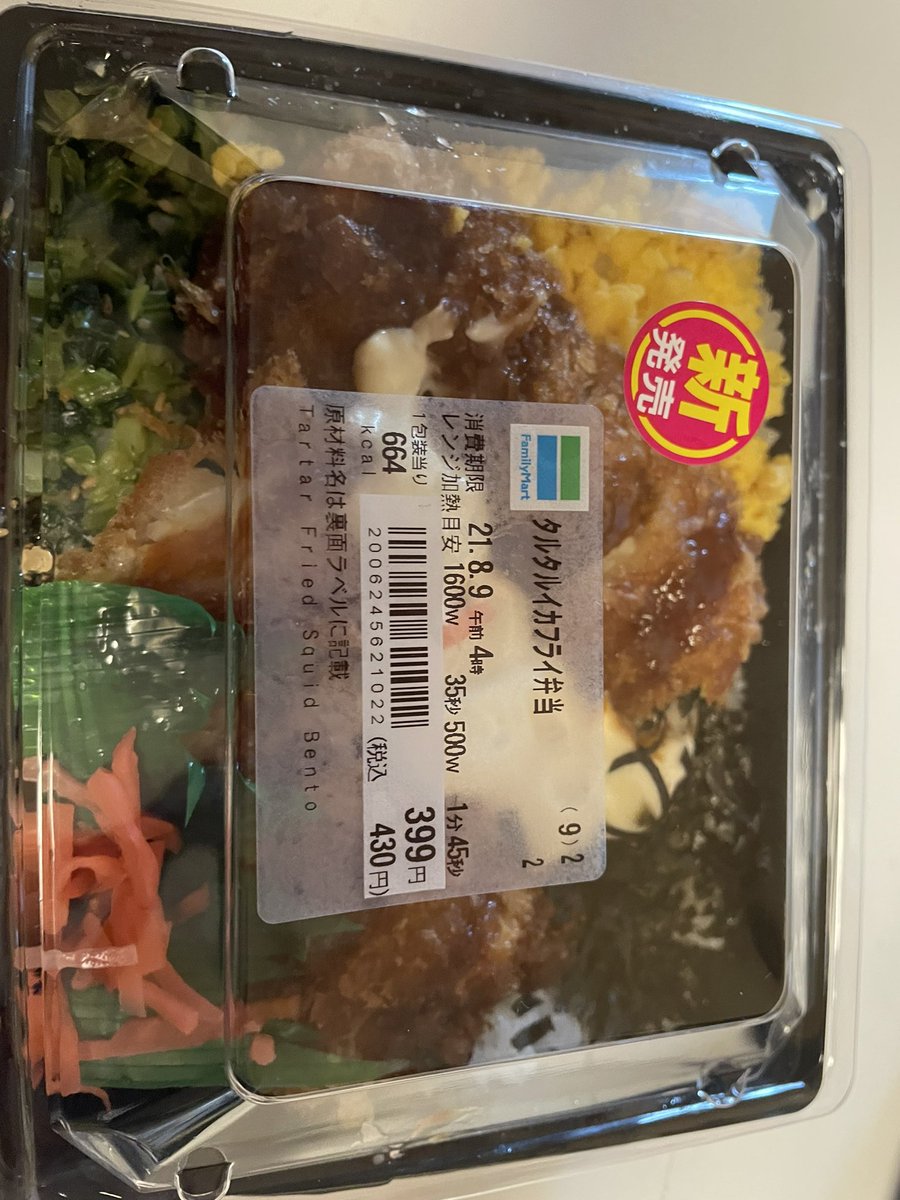 新
発売
FamilyMart
タルタルイカフライ弁当
(9)2
2
消費期限 21.8.9 午前 4時
レンジ加熱目安 1600w 35秒 500w 1分45秒
1包装当り
664
kcal
399円
(税込 430円)
2006245621022
原材料名は裏面ラベルに記載
Tartar Fried Squid Bento